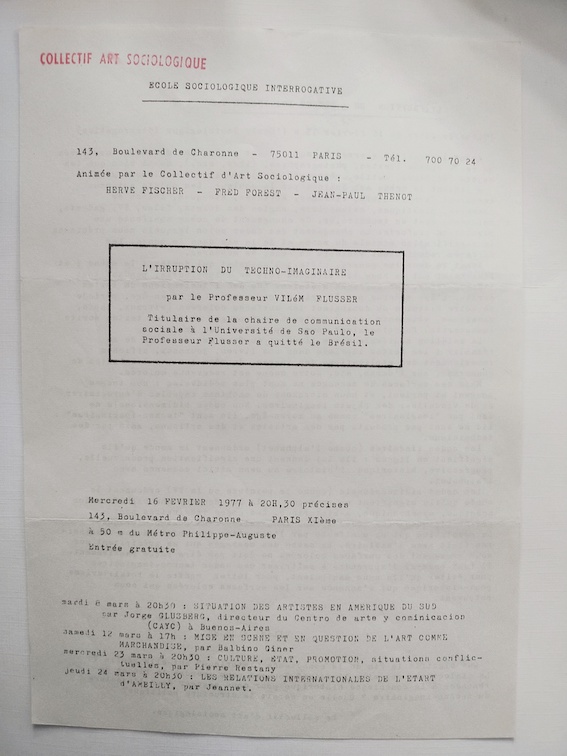 COLLECTIF ART SOCIOLOGIQUE
ECOLE SOCIOLOGIQUE INTERROGATIVE
143, Boulevard de Charonne - 75011 PARIS - Tél. 700 70 24
Animée par le Collectif d'Art Sociologique :
HERVE FISCHER - FRED FOREST - JEAN-PAUL THENOT
L'IRRUPTION DU TECHNO-IMAGINAIRE
par le Professeur VILéM FLUSSER
Titulaire de la chaire de communication
sociale à l'Université de Sao Paulo, le
Professeur Flusser a quitté le Brésil.
Mercredi 16 FEVRIER 1977 à 20H,30 précises
143, Boulevard de Charonne PARIS XIème
à 50 m du Métro Philippe-Auguste
Entrée gratuite
mardi 8 mars à 20h30 : SITUATION DES ARTISTES EN AMERIQUE DU SUD
par Jorge GLUSBERG, directeur du Centro de arte y cominicacion
(CAYC) à Buenos-Aires
samedi 12 mars à 17h : MISE EN SCENE ET EN QUESTION DE L'ART COMME
MARCHANDISE, par Balbino Giner
mercredi 23 mars à 20h30 : CULTURE, ETAT, PROMOTION, situations conflic-
tuelles, par Pierre Restany
jeudi 24 mars à 20h30 : LES RELATIONS INTERNATIONALES DE L'ETART
d'AMBILLY, par Jeannet.